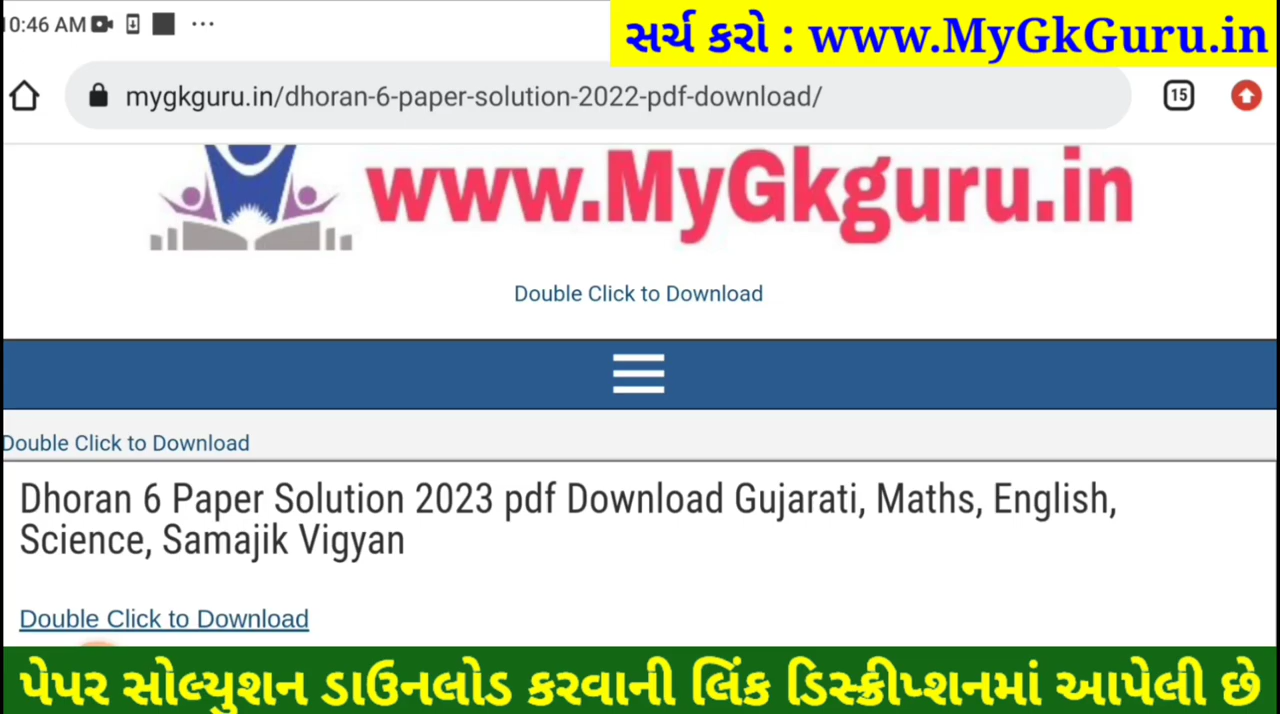 0:46 AM
સર્ચ કરો : www.MyGkGuru.in
mygkguru.in/dhoran-6-paper-solution-2022-pdf-download/
15
www.MyGkguru.in
Double Click to Download
Double Click to Download
Dhoran 6 Paper Solution 2023 pdf Download Gujarati, Maths, English,
Science, Samajik Vigyan
Double Click to Download
પેપર સોલ્યુશન ડાઉનલોડ કરવાની લિંક ડિસ્ક્રીપ્શનમાં આપેલી છે